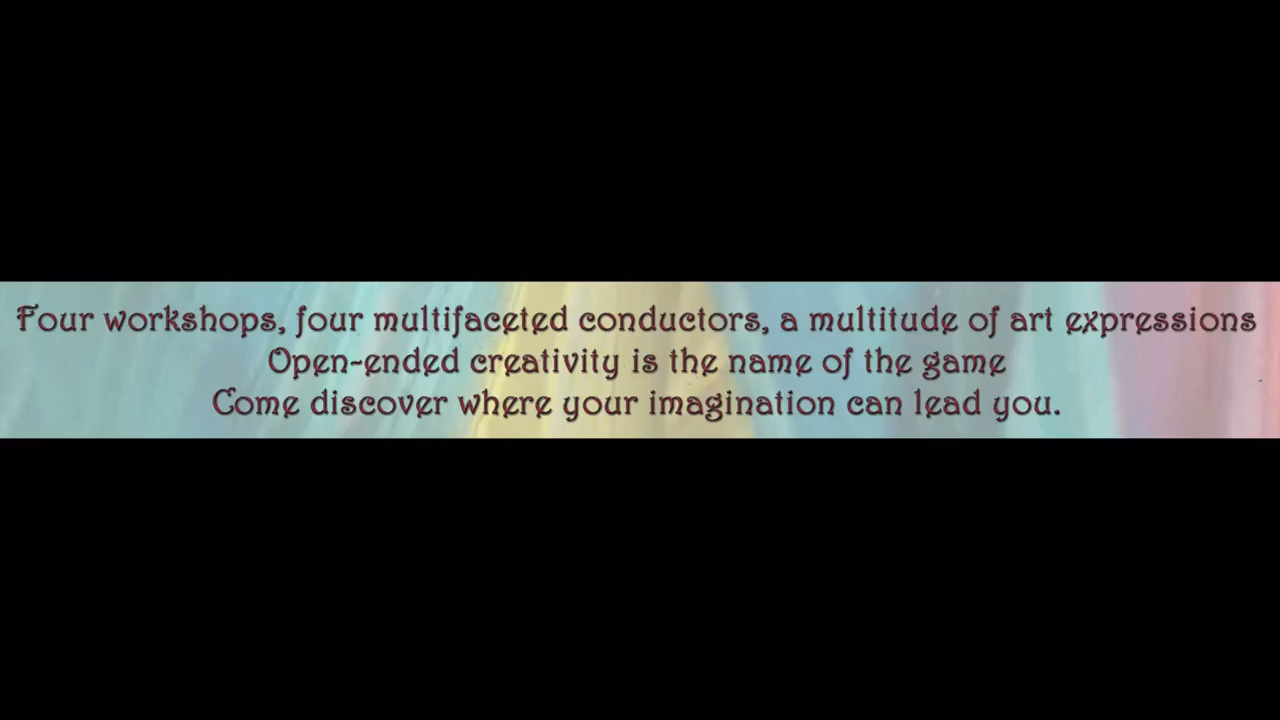 Four workshops, four multifaceted conductors, a multitude of art expressions
Open-ended creativity is the name of the game
Come discover where your imagination can lead you.